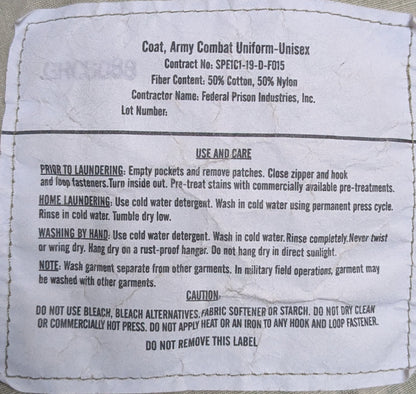 Coat, Army Combat Uniform-Unisex
Contract No: SPE1C1-19-D-F015
Fiber Content: 50% Cotton, 50% Nylon
Contractor Name: Federal Prison Industries, Inc.
Lot Number:
USE AND CARE
PRIOR TO LAUNDERING: Empty pockets and remove patches. Close zipper and hook
and loop fasteners.Turn inside out. Pre-treat stains with commercially available pre-treatments.
HOME LAUNDERING: Use cold water detergent. Wash in cold water using permanent press cycle.
Rinse in cold water. Tumble dry low.
WASHING BY HAND: Use cold water detergent. Wash in cold water. Rinse completely. Never twist
or wring dry. Hang dry on a rust-proof hanger. Do not hang dry in direct sunlight.
NOTE: Wash garment separate from other garments. In military field operations, garment may
be washed with other garments.
CAUTION:
DO NOT USE BLEACH, BLEACH ALTERNATIVES, FABRIC SOFTENER OR STARCH. DO NOT DRY CLEAN
OR COMMERCIALLY HOT PRESS. DO NOT APPLY HEAT OR AN IRON TO ANY HOOK AND LOOP FASTENER.
DO NOT REMOVE THIS LABEL